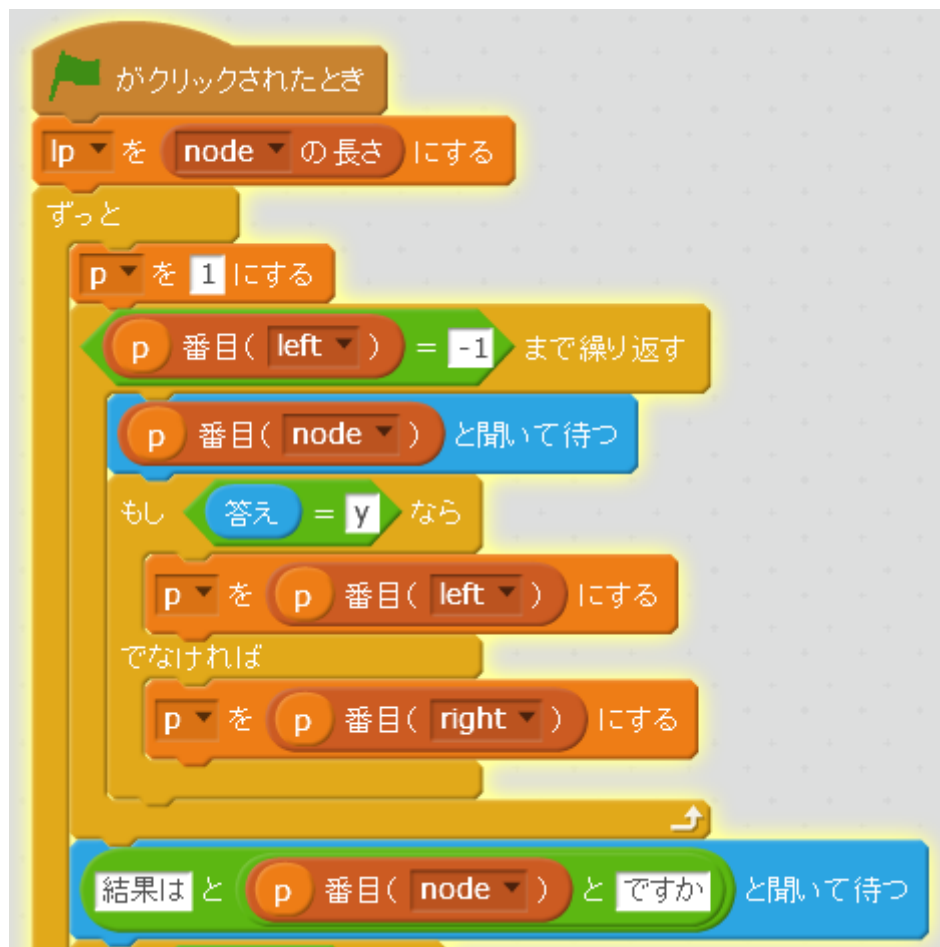 がクリックされたとき
lp を node の長さ にする
ずっと
p を 1 にする
p 番目( left ) = -1 まで繰り返す
p 番目( node ) と聞いて待つ
もし 答え = y なら
p を p 番目( left ) にする
でなければ
p を p 番目( right ) にする
結果は と p 番目( node ) と ですか と聞いて待つ